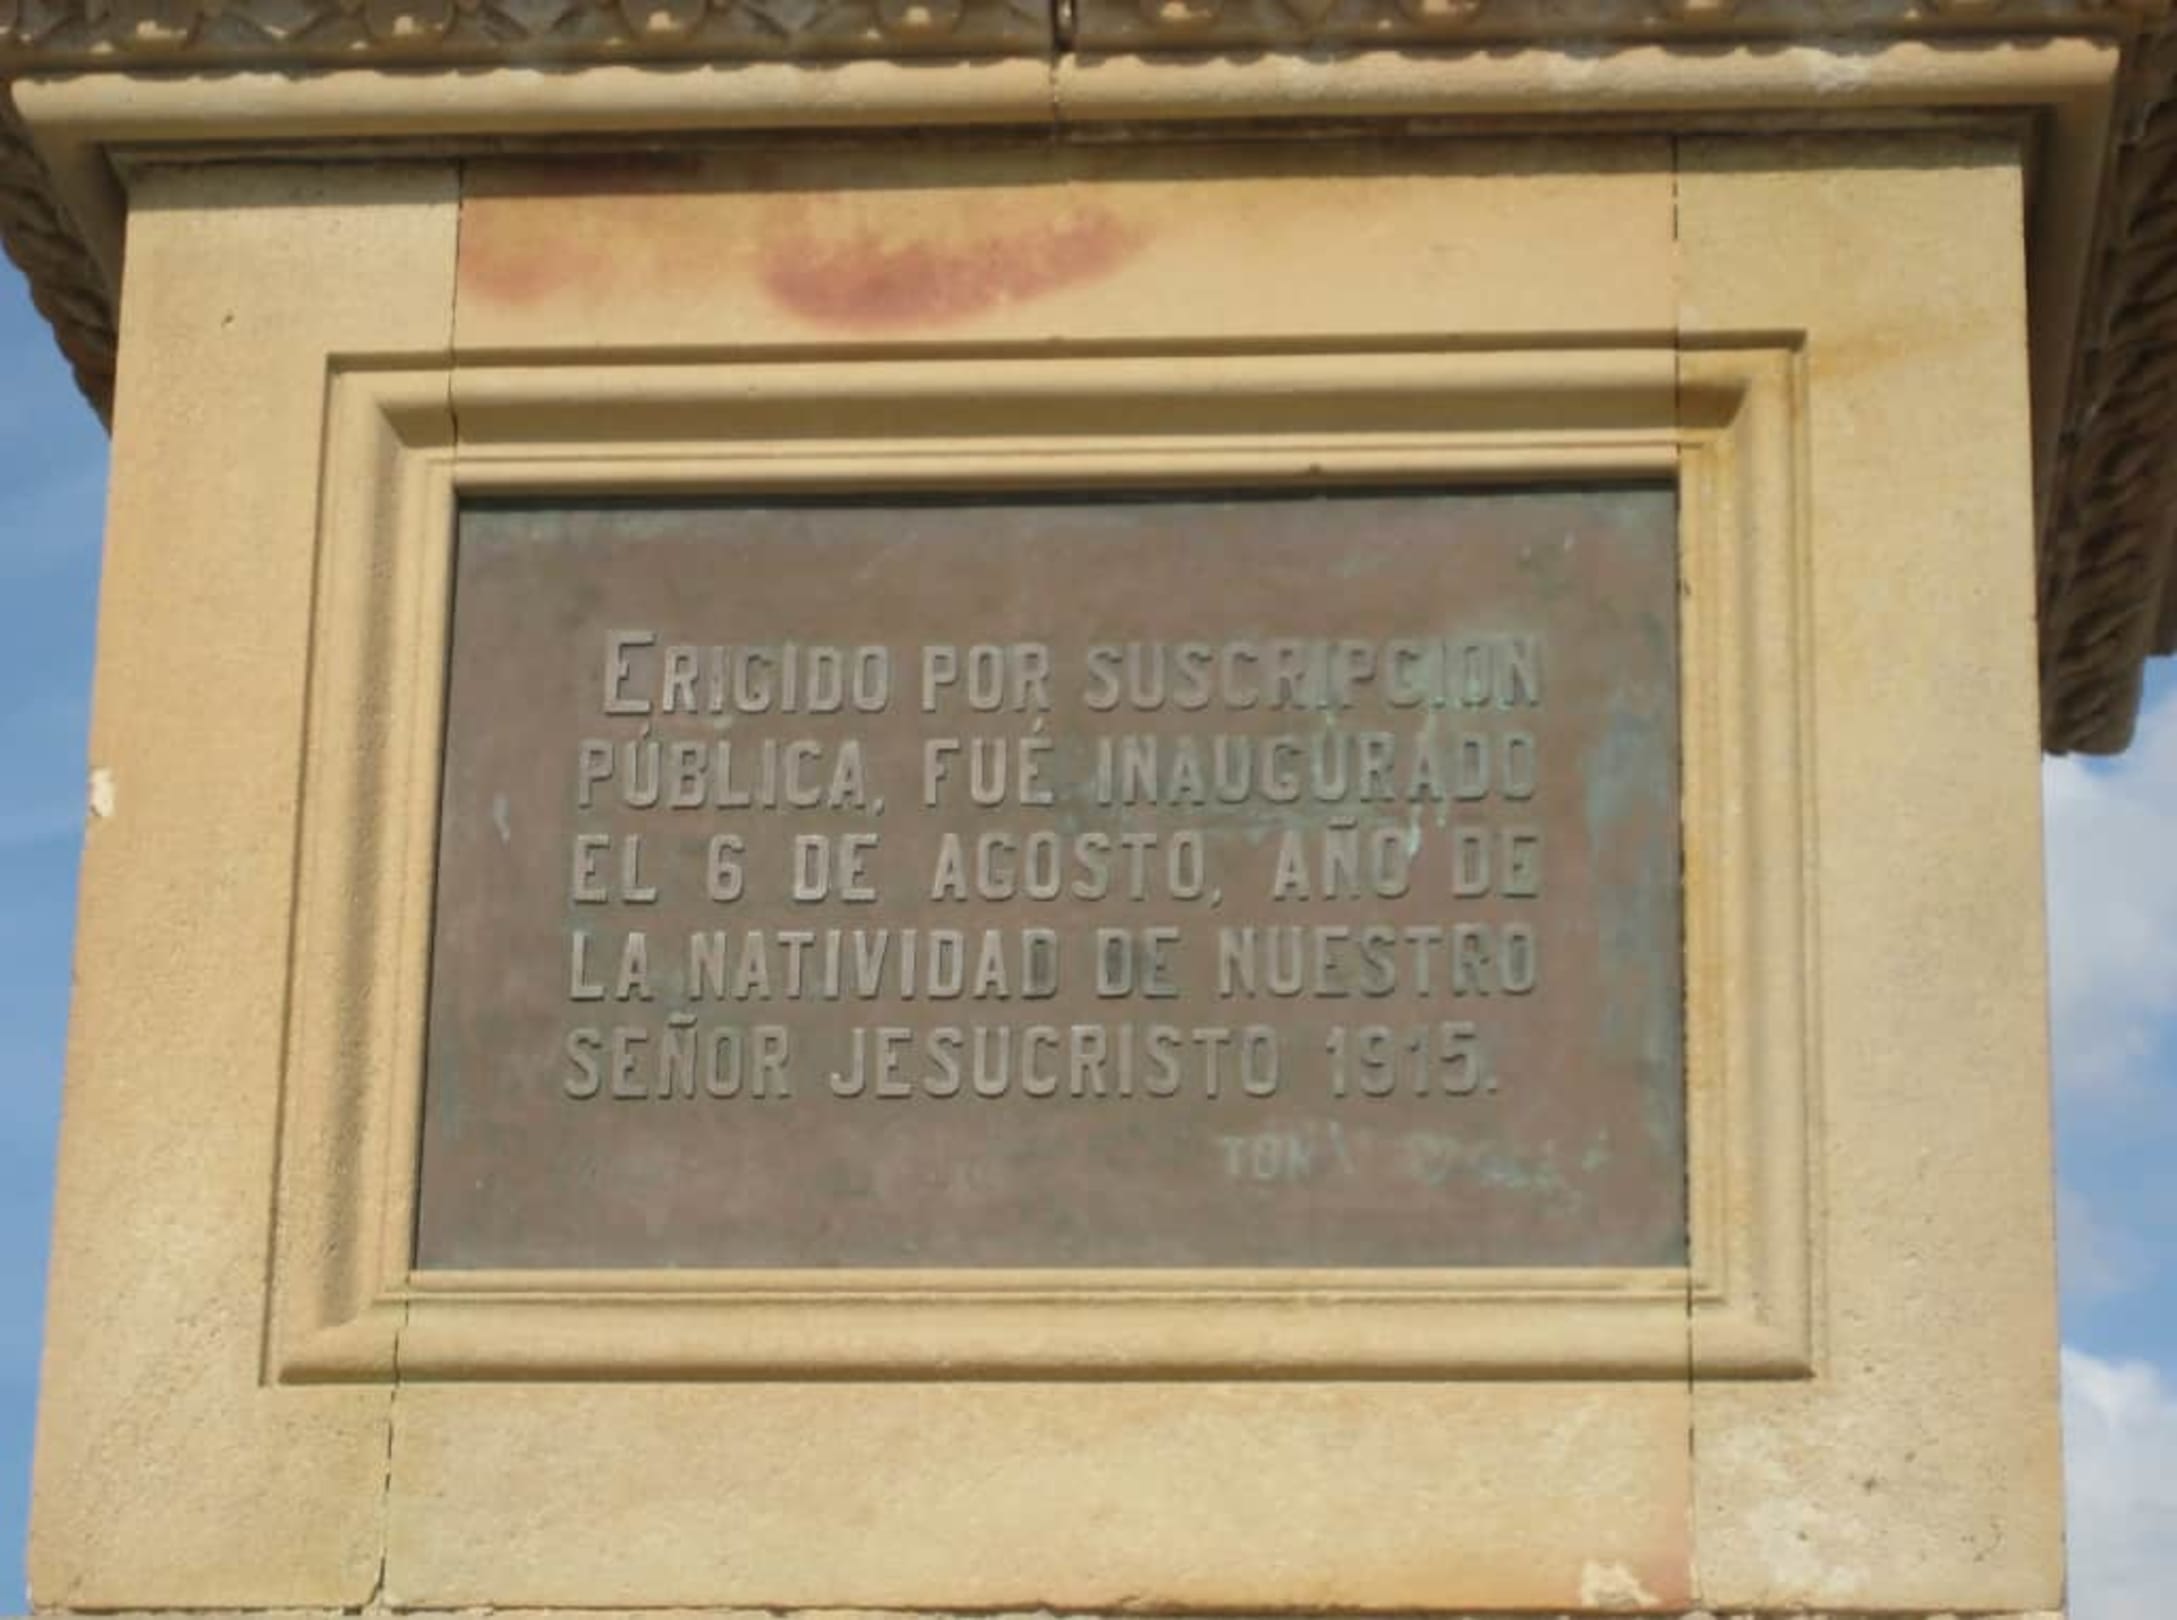 ERIGIDO POR SUSCRIPCION
PÚBLICA, FUÉ INAUGURADO
EL 6 DE AGOSTO, AÑO DE
LA NATIVIDAD DE NUESTRO
SEÑOR JESUCRISTO 1915.